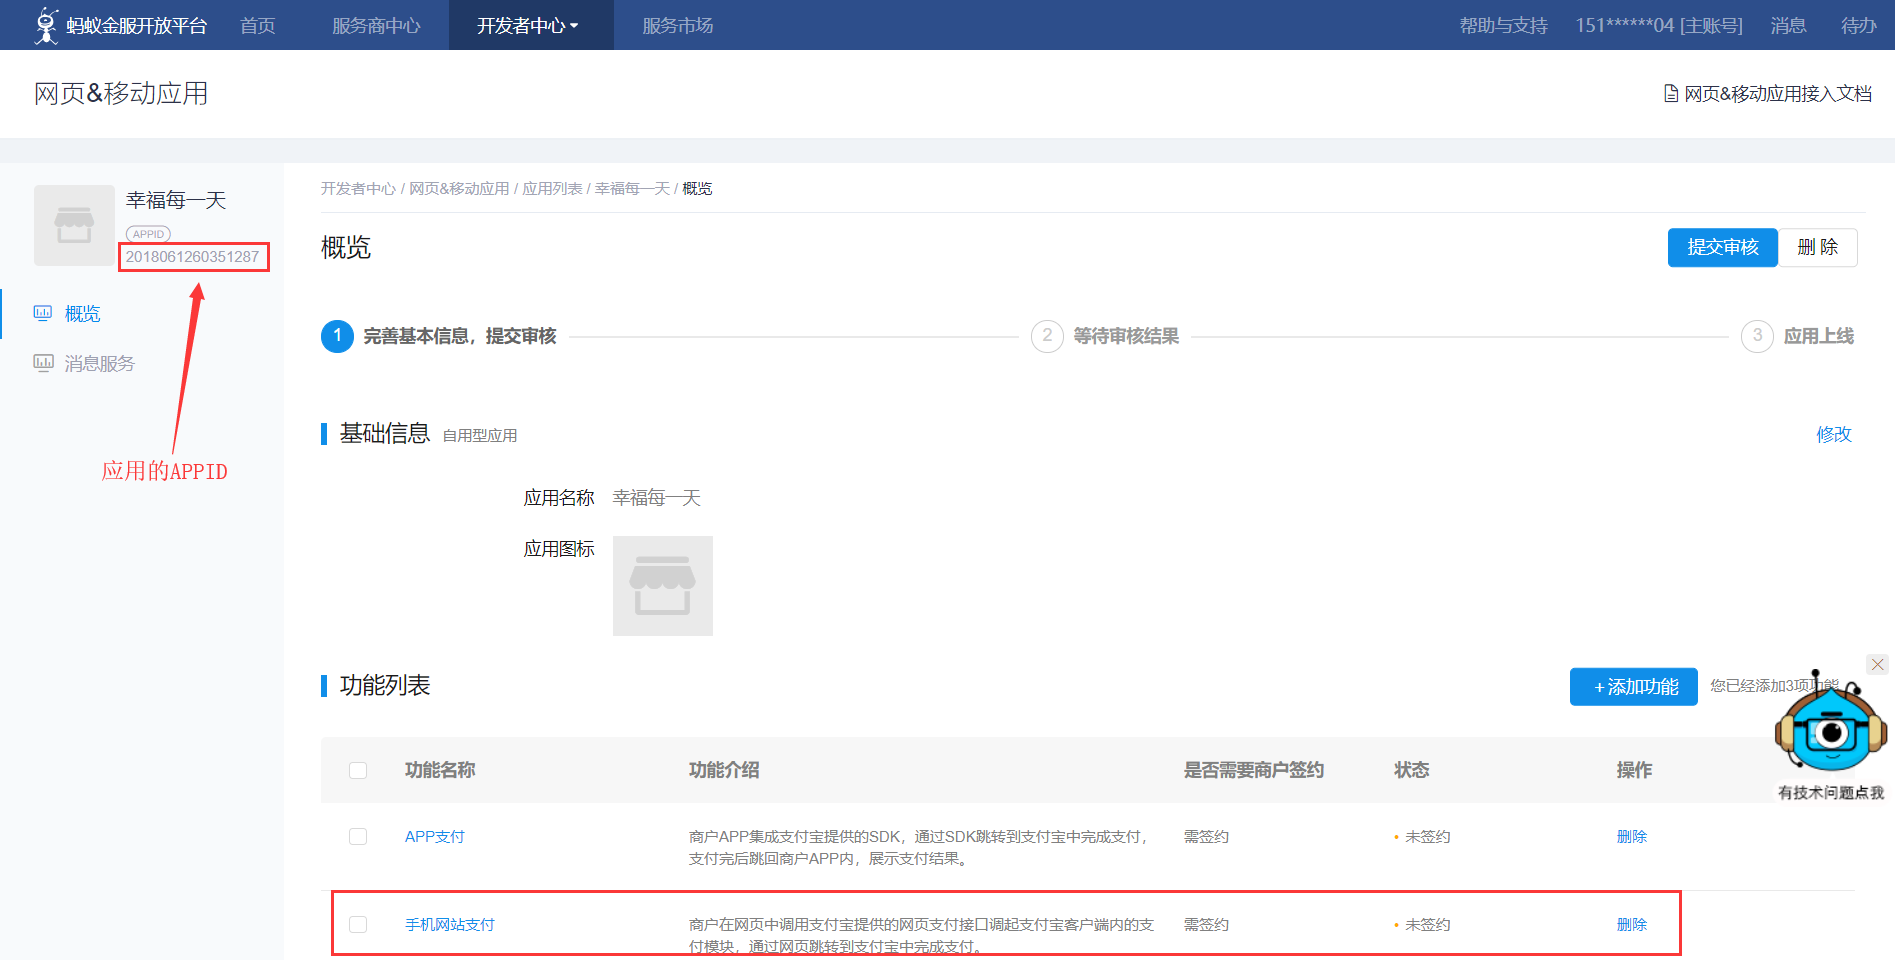 蚂蚁金服开放平台 首页 服务商中心 开发者中心 服务市场 帮助与支持 151******04 [主账号] 消息 待办
网页&移动应用 网页&移动应用接入文档
幸福每一天
APPID
2018061260351287
概览
消息服务
应用的APPID
开发者中心 / 网页&移动应用 / 应用列表 / 幸福每一天 / 概览
概览 提交审核 删 除
1 完善基本信息，提交审核 2 等待审核结果 3 应用上线
基础信息 自用型应用 修改
应用名称 幸福每一天
应用图标
功能列表 +添加功能 您已经添加3项功能
有技术问题点我
功能名称 功能介绍 是否需要商户签约 状态 操作
APP支付 商户APP集成支付宝提供的SDK，通过SDK跳转到支付宝中完成支付， 需签约 未签约 删除
支付完后跳回商户APP内，展示支付结果。
手机网站支付 商户在网页中调用支付宝提供的网页支付接口调起支付宝客户端内的支 需签约 未签约 删除
付模块，通过网页跳转到支付宝中完成支付。